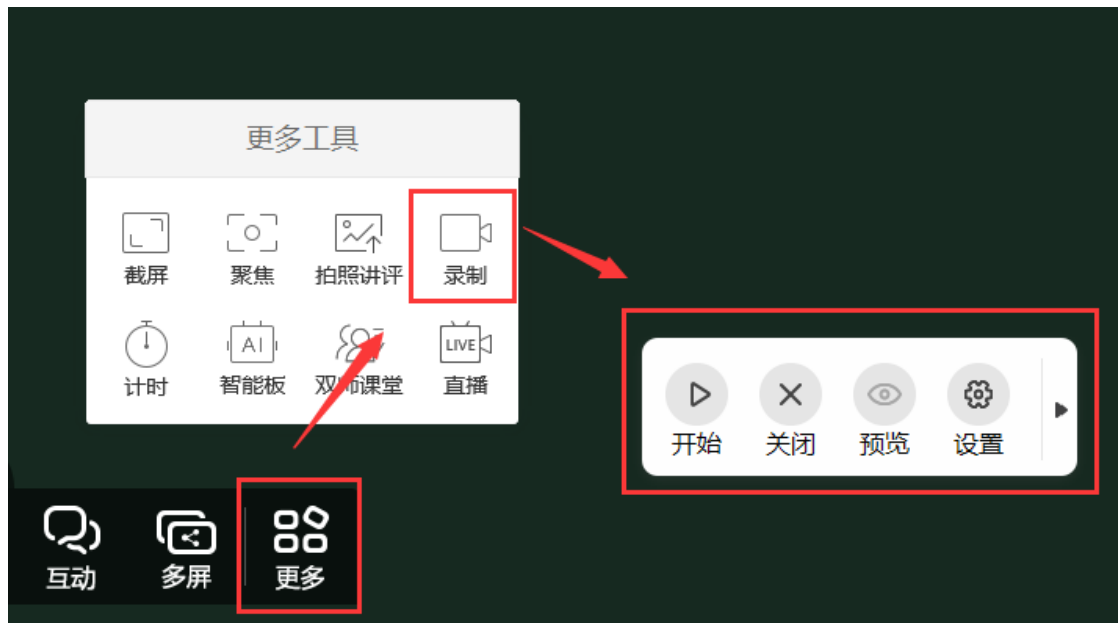 更多工具
截屏 聚焦 拍照讲评 录制
AI LIVE
计时 智能板 双师课堂 直播
开始 关闭 预览 设置
互动 多屏 更多